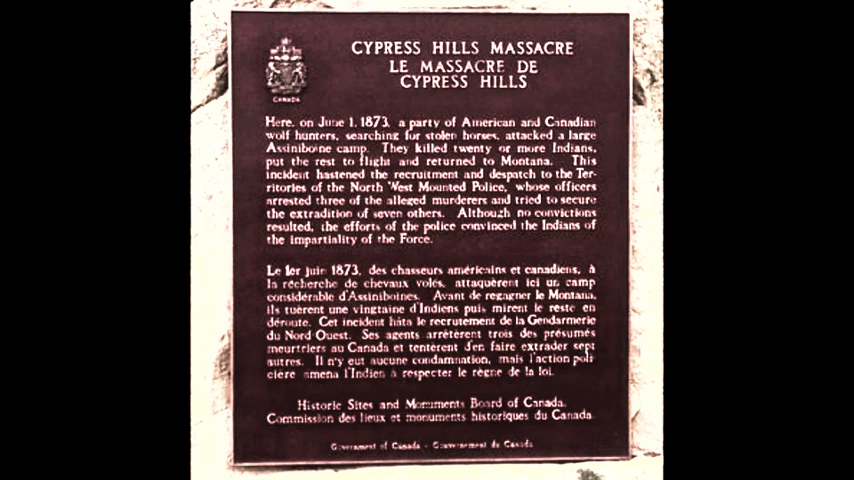 CANADA
CYPRESS HILLS MASSACRE
LE MASSACRE DE
CYPRESS HILLS
Here, on June 1, 1873, a party of American and Canadian
wolf hunters, searching for stolen horses, attacked a large
Assiniboine camp. They killed twenty or more Indians,
put the rest to flight and returned to Montana. This
incident hastened the recruitment and despatch to the Ter-
ritories of the North West Mounted Police, whose officers
arrested three of the alleged murderers and tried to secure
the extradition of seven others. Although no convictions
resulted, the efforts of the police convinced the Indians of
the impartiality of the Force.
Le 1er juin 1873, des chasseurs américains et canadiens, à
la recherche de chevaux volés, attaquèrent ici un camp
considérable d'Assiniboines. Avant de regagner le Montana,
ils tuèrent une vingtaine d'Indiens puis mirent le reste en
déroute. Cet incident hâta le recrutement de la Gendarmerie
du Nord Ouest. Ses agents arrêtèrent trois des présumés
meurtriers au Canada et tentèrent d'en faire extrader sept
autres. Il n'y eut aucune condamnation, mais l'action poli
cière amena l'Indien à respecter le règne de la loi.
Historic Sites and Monuments Board of Canada.
Commission des lieux et monuments historiques du Canada
Government of Canada - Gouvernement du Canada